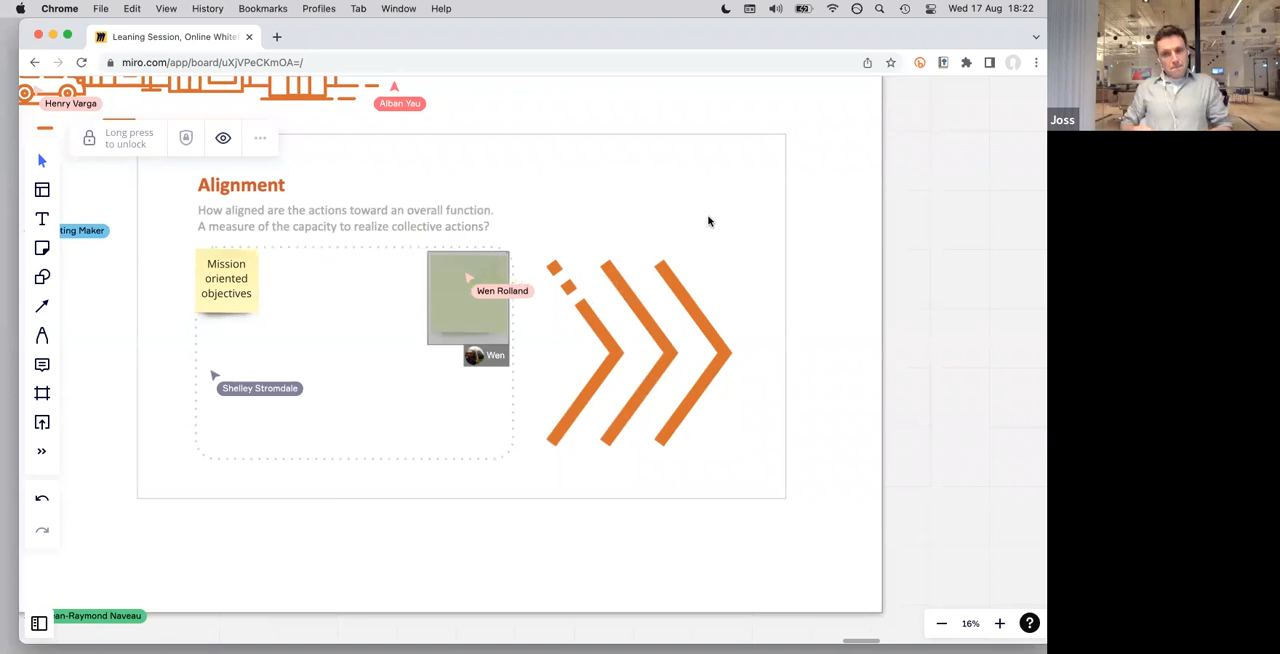 Chrome File Edit View History Bookmarks Profiles Tab Window Help Wed 17 Aug 18:22
Leaning Session, Online White
miro.com/app/board/uXjVPeCKmOA=/
Henry Varga
Alban Yau
Long press
to unlock
Alignment
How aligned are the actions toward an overall function.
A measure of the capacity to realize collective actions?
ting Maker
Mission
oriented
objectives
Wen Rolland
Wen
Shelley Stromdale
ean-Raymond Naveau
16%
Joss